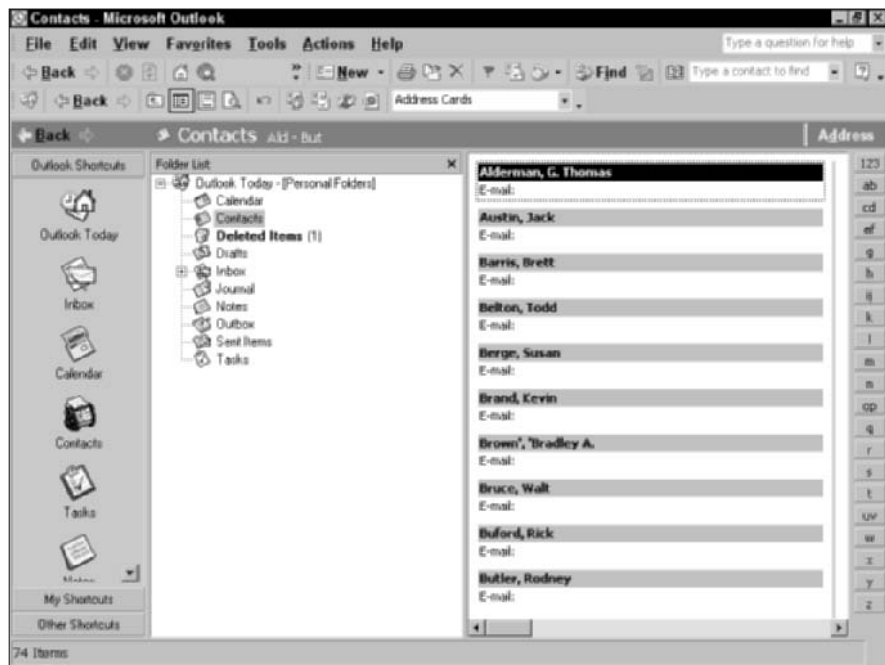 Contacts - Microsoft Outlook
File Edit View Favorites Tools Actions Help Type a question for help
Back New Find Type a contact to find
Back Address Cards
Back Contacts Ald - But Address
Outlook Shortcuts
Outlook Today
Inbox
Calendar
Contacts
Tasks
Notes
My Shortcuts
Other Shortcuts
Folder List
Outlook Today - [Personal Folders]
Calendar
Contacts
Deleted Items (1)
Drafts
Inbox
Journal
Notes
Outbox
Sent Items
Tasks
Alderman, G. Thomas
E-mail:
Austin, Jack
E-mail:
Barris, Brett
E-mail:
Belton, Todd
E-mail:
Berge, Susan
E-mail:
Brand, Kevin
E-mail:
Brown', 'Bradley A.
E-mail:
Bruce, Walt
E-mail:
Buford, Rick
E-mail:
Butler, Rodney
E-mail:
123
ab
cd
ef
g
h
ij
k
l
m
n
op
q
r
s
t
uv
w
x
y
z
74 Items